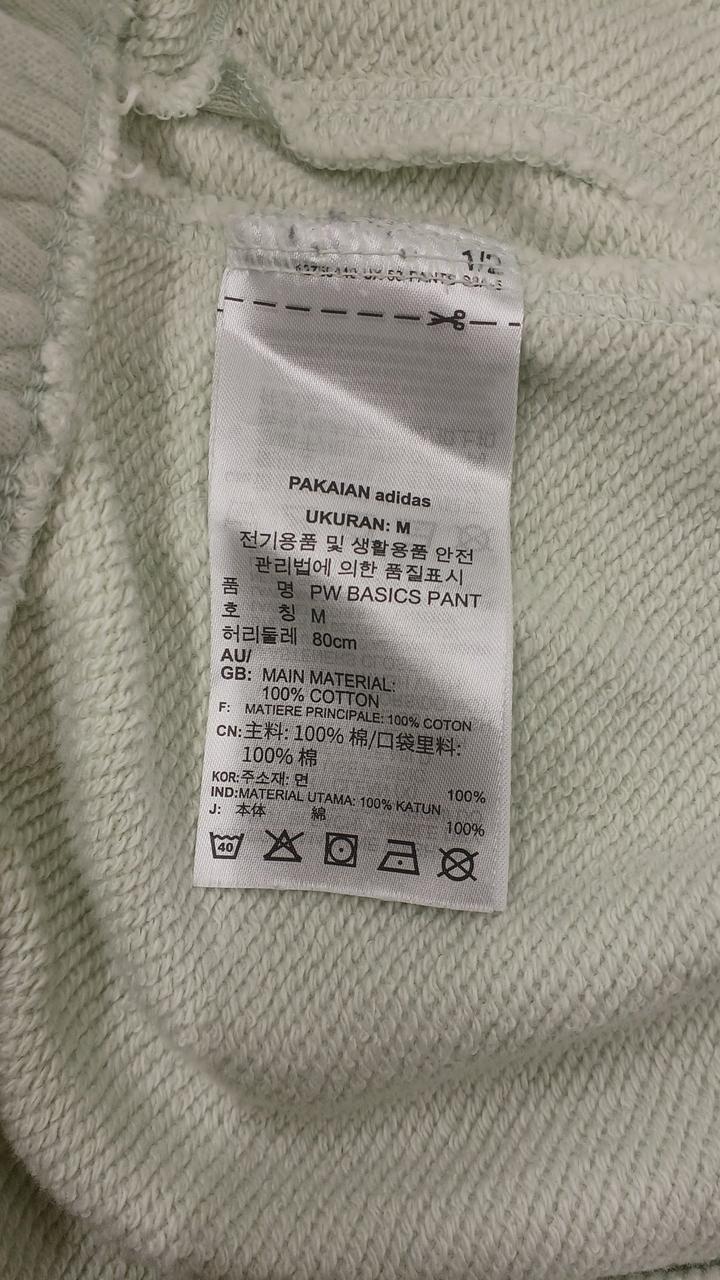 1/2
PAKAIAN adidas
UKURAN: M
전기용품 및 생활용품 안전
관리법에 의한 품질표시
품 명 PW BASICS PANT
호 칭 M
허리둘레 80cm
AU/
GB: MAIN MATERIAL:
100% COTTON
F: MATIERE PRINCIPALE: 100% COTON
CN: 主料: 100% 棉/口袋里料:
100% 棉
KOR: 주소재: 면 100%
IND: MATERIAL UTAMA: 100% KATUN
J: 本体 綿 100%
40